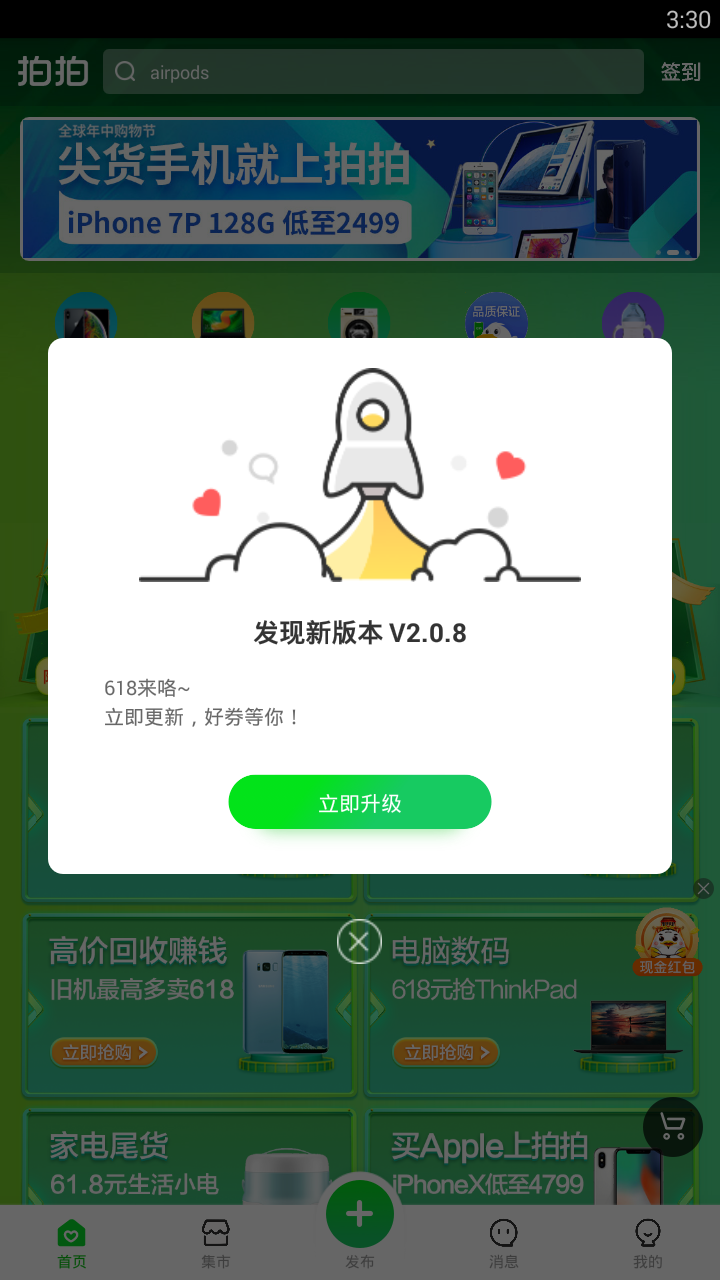 3:30
拍拍
airpods
签到
全球年中购物节
尖货手机就上拍拍
iPhone 7P 128G 低至2499
品质保证
发现新版本 V2.0.8
618来咯~
立即更新，好券等你！
立即升级
高价回收赚钱
旧机最高多卖618
立即抢购 >
电脑数码
618元抢ThinkPad
立即抢购 >
现金红包
家电尾货
61.8元生活小电
买Apple上拍拍
iPhoneX低至4799
首页
集市
发布
消息
我的